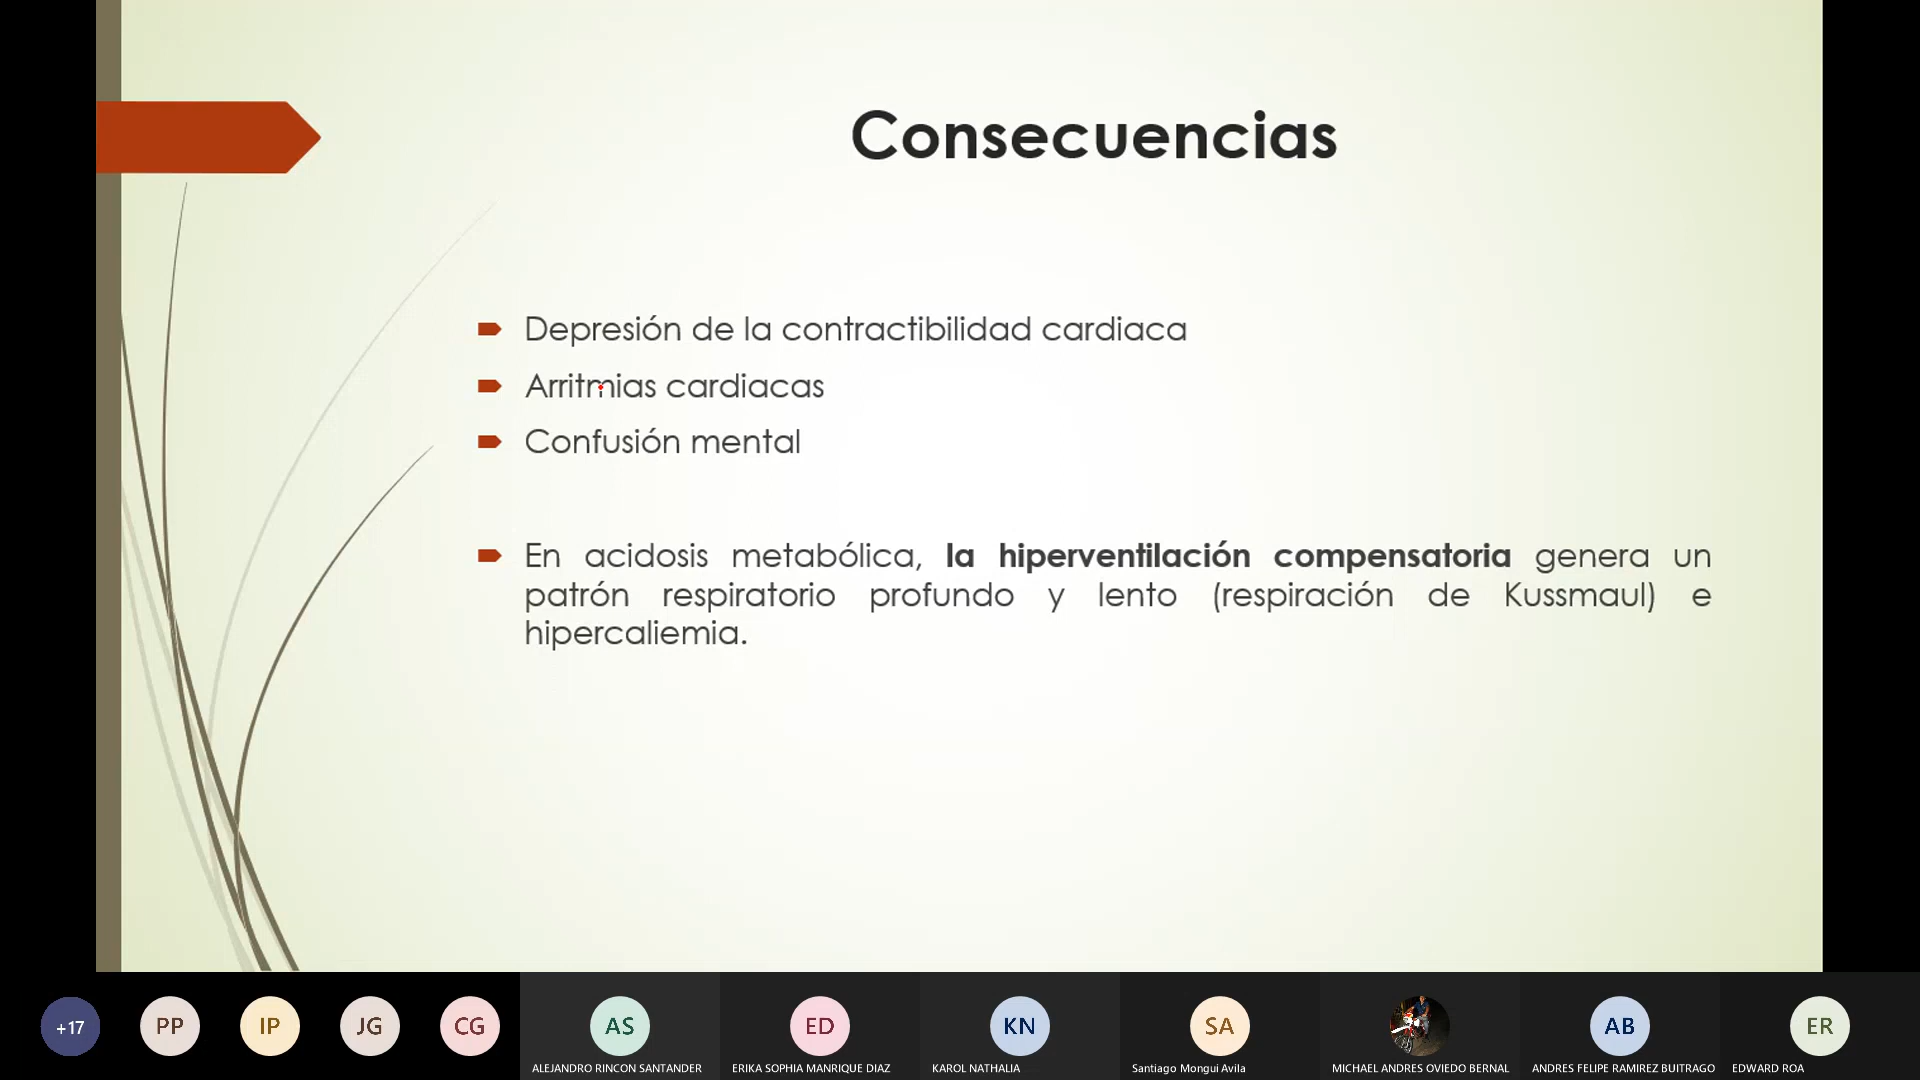 Consecuencias
Depresión de la contractibilidad cardiaca
Arritmias cardiacas
Confusión mental
En acidosis metabólica, la hiperventilación compensatoria genera un
patrón respiratorio profundo y lento (respiración de Kussmaul) e
hipercaliemia.
+17
PP
IP
JG
CG
AS
ED
KN
SA
AB
ER
ALEJANDRO RINCON SANTANDER
ERIKA SOPHIA MANRIQUE DIAZ
KAROL NATHALIA
Santiago Mongui Avila
MICHAEL ANDRES OVIEDO BERNAL
ANDRES FELIPE RAMIREZ BUITRAGO
EDWARD ROA